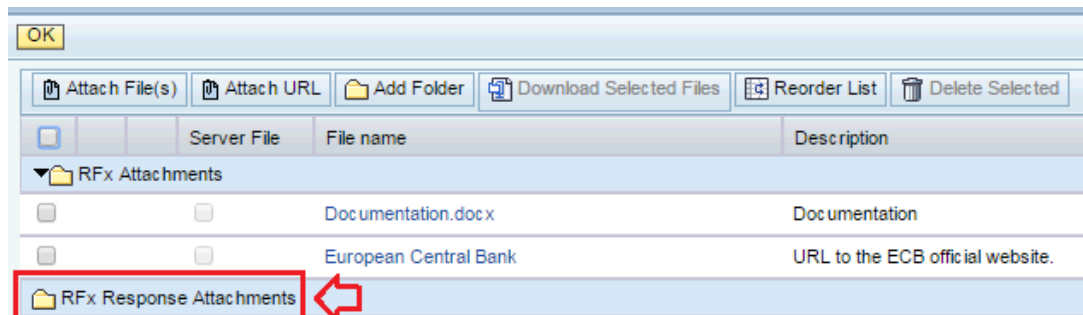 OK
Attach File(s) Attach URL Add Folder Download Selected Files Reorder List Delete Selected
Server File File name Description
RFx Attachments
Documentation.docx Documentation
European Central Bank URL to the ECB official website.
RFx Response Attachments